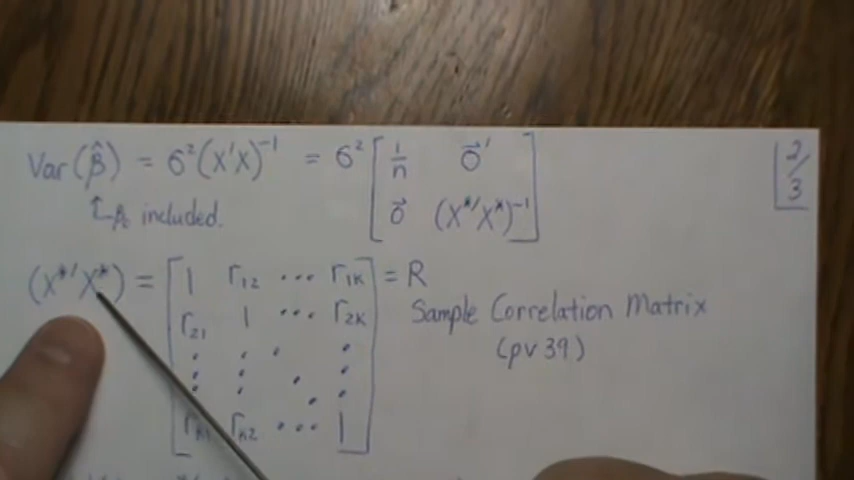 Var(β̂) = σ²(X'X)⁻¹ = σ² [ 1/n 0⃗' 2/3
0⃗ (X*'X*)⁻¹ ]
↑ β₀ included.
(X*'X*) = [ 1 r₁₂ ... r₁ₖ ] = R
r₂₁ 1 ... r₂ₖ Sample Correlation Matrix
(pv 39)
rₖ₁ rₖ₂ ... 1